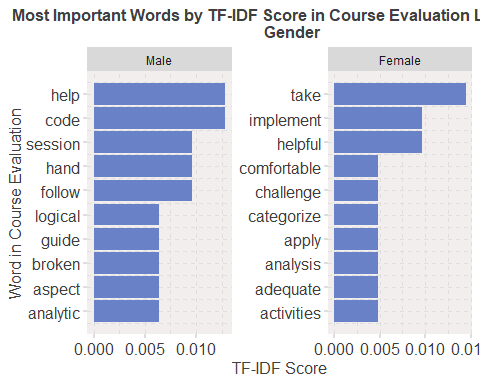 Most Important Words by TF-IDF Score in Course Evaluation L
Gender
Male
Female
Word in Course Evaluation
help
code
session
hand
follow
logical
guide
broken
aspect
analytic
take
implement
helpful
comfortable
challenge
categorize
apply
analysis
adequate
activities
0.000 0.005 0.010
0.000 0.005 0.010 0.01
TF-IDF Score